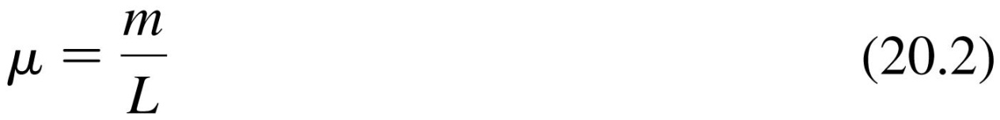 μ = m/L (20.2)